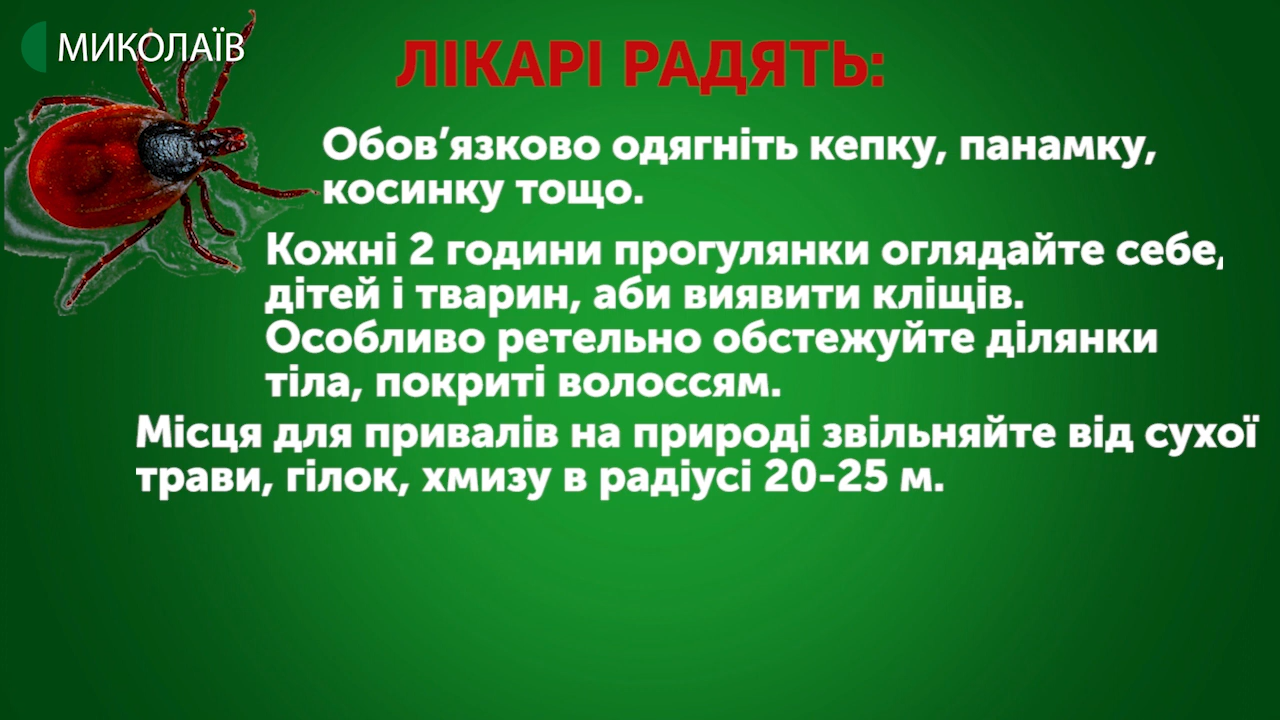 МИКОЛАЇВ
ЛІКАРІ РАДЯТЬ:
Обов’язково одягніть кепку, панамку,
косинку тощо.
Кожні 2 години прогулянки оглядайте себе,
дітей і тварин, аби виявити кліщів.
Особливо ретельно обстежуйте ділянки
тіла, покриті волоссям.
Місця для привалів на природі звільняйте від сухої
трави, гілок, хмизу в радіусі 20-25 м.